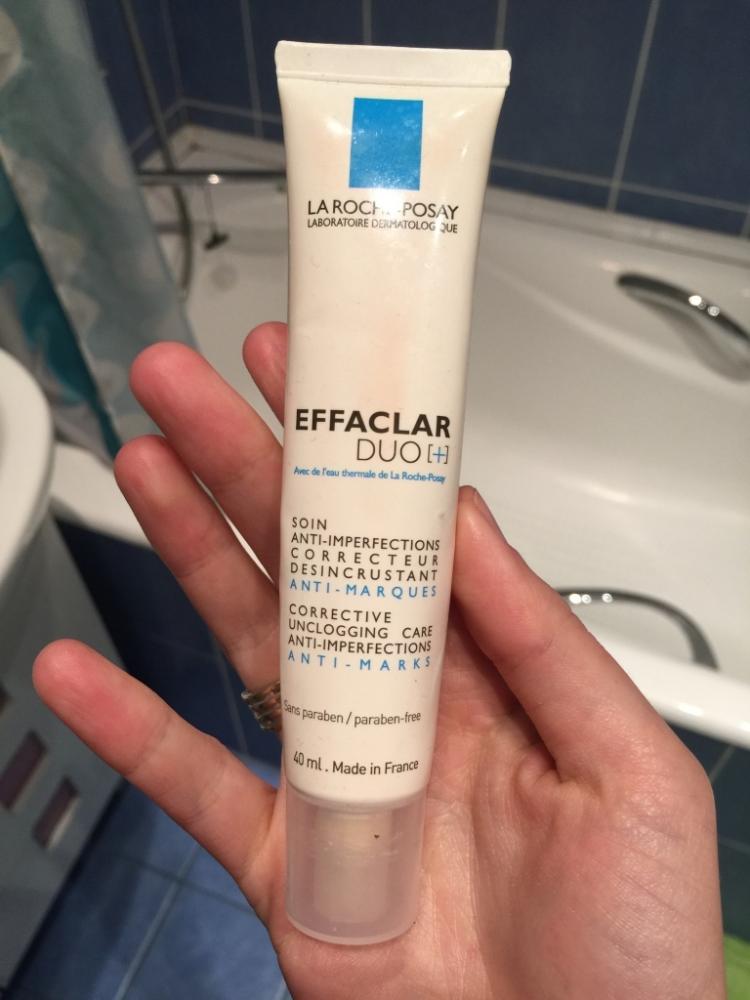 LA ROCHE-POSAY
LABORATOIRE DERMATOLOGIQUE
EFFACLAR
DUO [+]
Avec de l'eau thermale de La Roche-Posay
SOIN
ANTI-IMPERFECTIONS
CORRECTEUR
DESINCRUSTANT
ANTI-MARQUES
CORRECTIVE
UNCLOGGING CARE
ANTI-IMPERFECTIONS
ANTI-MARKS
Sans paraben / paraben-free
40 ml . Made in France